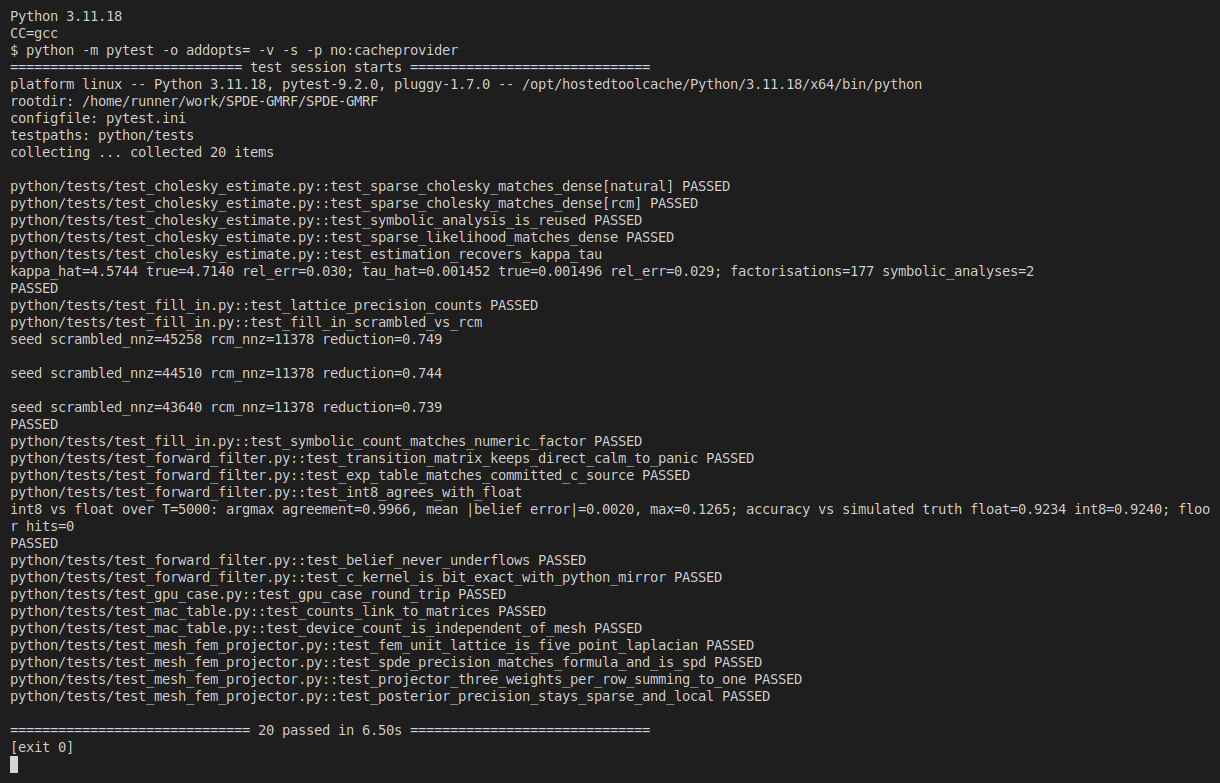 Python 3.11.18
CC=gcc
$ python -m pytest -o addopts= -v -s -p no:cacheprovider
============================= test session starts ==============================
platform linux -- Python 3.11.18, pytest-9.2.0, pluggy-1.7.0 -- /opt/hostedtoolcache/Python/3.11.18/x64/bin/python
rootdir: /home/runner/work/SPDE-GMRF/SPDE-GMRF
configfile: pytest.ini
testpaths: python/tests
collecting ... collected 20 items

python/tests/test_cholesky_estimate.py::test_sparse_cholesky_matches_dense[natural] PASSED
python/tests/test_cholesky_estimate.py::test_sparse_cholesky_matches_dense[rcm] PASSED
python/tests/test_cholesky_estimate.py::test_symbolic_analysis_is_reused PASSED
python/tests/test_cholesky_estimate.py::test_sparse_likelihood_matches_dense PASSED
python/tests/test_cholesky_estimate.py::test_estimation_recovers_kappa_tau
kappa_hat=4.5744 true=4.7140 rel_err=0.030; tau_hat=0.001452 true=0.001496 rel_err=0.029; factorisations=177 symbolic_analyses=2
PASSED
python/tests/test_fill_in.py::test_lattice_precision_counts PASSED
python/tests/test_fill_in.py::test_fill_in_scrambled_vs_rcm
seed scrambled_nnz=45258 rcm_nnz=11378 reduction=0.749

seed scrambled_nnz=44510 rcm_nnz=11378 reduction=0.744

seed scrambled_nnz=43640 rcm_nnz=11378 reduction=0.739
PASSED
python/tests/test_fill_in.py::test_symbolic_count_matches_numeric_factor PASSED
python/tests/test_forward_filter.py::test_transition_matrix_keeps_direct_calm_to_panic PASSED
python/tests/test_forward_filter.py::test_exp_table_matches_committed_c_source PASSED
python/tests/test_forward_filter.py::test_int8_agrees_with_float
int8 vs float over T=5000: argmax agreement=0.9966, mean |belief error|=0.0020, max=0.1265; accuracy vs simulated truth float=0.9234 int8=0.9240; floo
r hits=0
PASSED
python/tests/test_forward_filter.py::test_belief_never_underflows PASSED
python/tests/test_forward_filter.py::test_c_kernel_is_bit_exact_with_python_mirror PASSED
python/tests/test_gpu_case.py::test_gpu_case_round_trip PASSED
python/tests/test_mac_table.py::test_counts_link_to_matrices PASSED
python/tests/test_mac_table.py::test_device_count_is_independent_of_mesh PASSED
python/tests/test_mesh_fem_projector.py::test_fem_unit_lattice_is_five_point_laplacian PASSED
python/tests/test_mesh_fem_projector.py::test_spde_precision_matches_formula_and_is_spd PASSED
python/tests/test_mesh_fem_projector.py::test_projector_three_weights_per_row_summing_to_one PASSED
python/tests/test_mesh_fem_projector.py::test_posterior_precision_stays_sparse_and_local PASSED

============================== 20 passed in 6.50s ==============================
[exit 0]